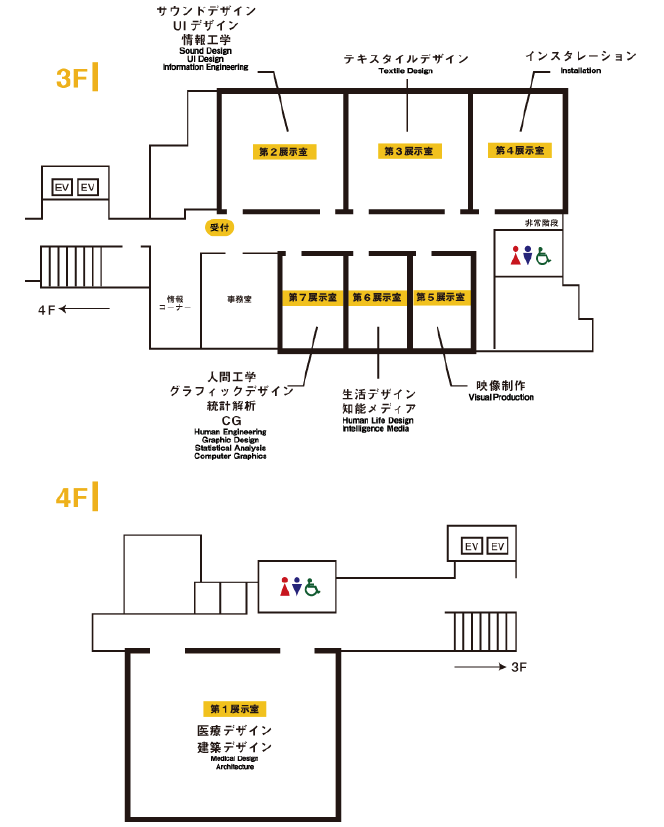 サウンドデザイン
UIデザイン
情報工学
Sound Design
UI Design
Information Engineering
テキスタイルデザイン
Textile Design
インスタレーション
Installation
3F
第2展示室
第3展示室
第4展示室
EV EV
受付
非常階段
4F
情報
コーナー
事務室
第7展示室
第6展示室
第5展示室
人間工学
グラフィックデザイン
統計解析
CG
Human Engineering
Graphic Design
Statistical Analysis
Computer Graphics
生活デザイン
知能メディア
Human Life Design
Intelligence Media
映像制作
Visual Production
4F
EV EV
3F
第1展示室
医療デザイン
建築デザイン
Medical Design
Architecture